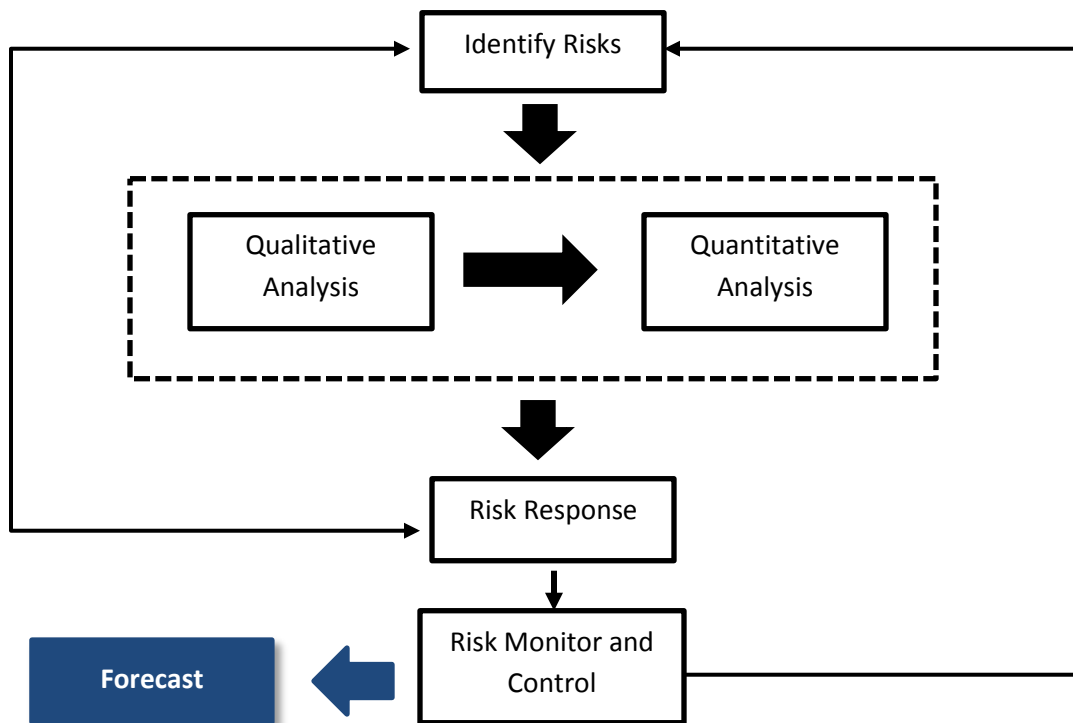 Identify Risks
Qualitative
Analysis
Quantitative
Analysis
Risk Response
Risk Monitor and
Control
Forecast